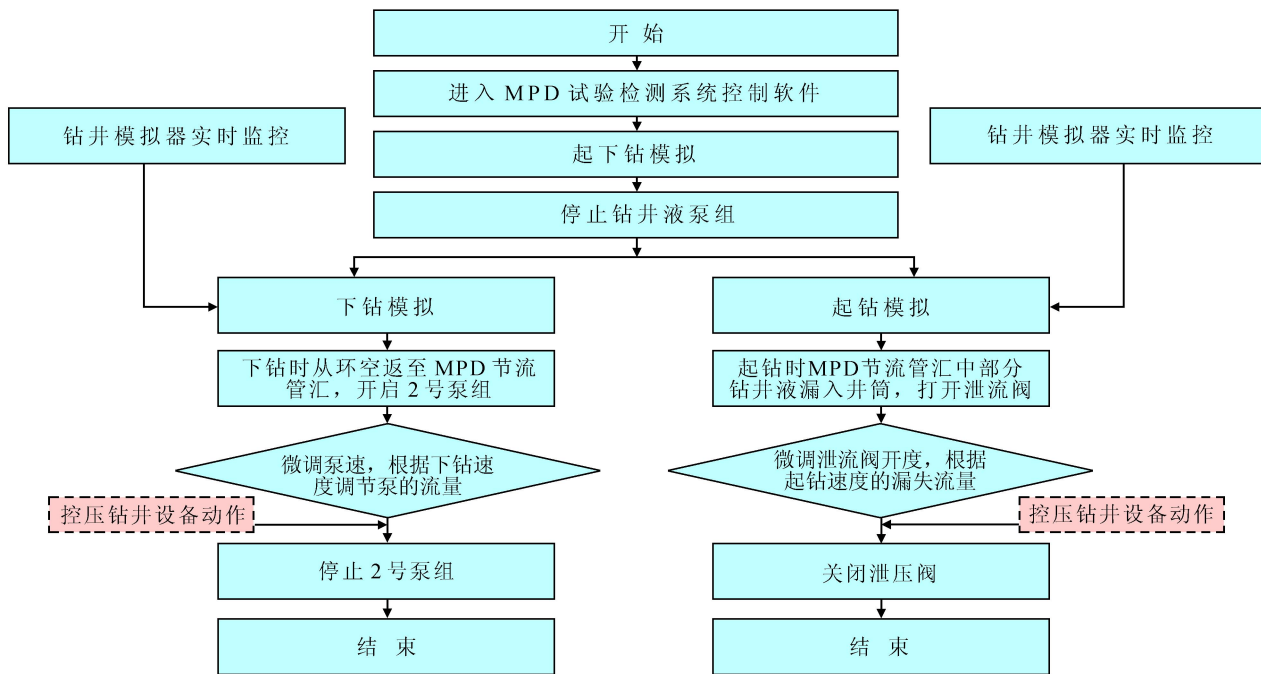 开 始
进入 MPD 试验检测系统控制软件
钻井模拟器实时监控
钻井模拟器实时监控
起下钻模拟
停止钻井液泵组
下钻模拟
下钻时从环空返至 MPD 节流
管汇，开启 2 号泵组
微调泵速，根据下钻速
度调节泵的流量
控压钻井设备动作
停止 2 号泵组
结 束
起钻模拟
起钻时MPD节流管汇中部分
钻井液漏入井筒，打开泄流阀
微调泄流阀开度，根据
起钻速度的漏失流量
控压钻井设备动作
关闭泄压阀
结 束